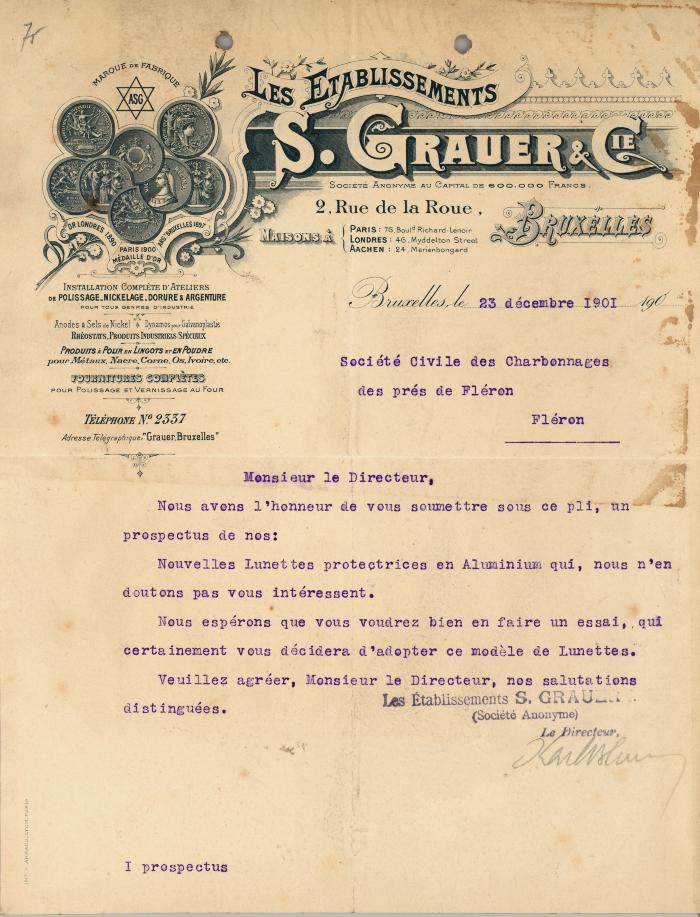 78
MARQUE DE FABRIQUE
ASG
OR LONDRES 1890
PARIS 1900
MÉDAILLE D'OR
BRUXELLES 1897
LES ETABLISSEMENTS
S. GRAUER & CIE
SOCIÉTÉ ANONYME AU CAPITAL DE 600.000 FRANCS.
2, Rue de la Roue,
BRUXELLES
MAISONS À
PARIS: 76, Boulᵈ Richard-Lenoir
LONDRES: 46, Myddelton Street
AACHEN: 24, Marienbongard
INSTALLATION COMPLÈTE D'ATELIERS
DE POLISSAGE, NICKELAGE, DORURE & ARGENTURE
POUR TOUS GENRES D'INDUSTRIE
Anodes & Sels de Nickel Dynamos pour Galvanoplastie
RHÉOSTATS, PRODUITS INDUSTRIELS SPÉCIAUX
PRODUITS À POLIR EN LINGOTS ET EN POUDRE
pour Métaux, Nacre, Corne, Os, Ivoire, etc.
FOURNITURES COMPLÈTES
POUR POLISSAGE ET VERNISSAGE AU FOUR
TÉLÉPHONE Nº 2337
Adresse Télégraphique: "Grauer, Bruxelles"
Bruxelles, le 23 décembre 1901 190
Société Civile des Charbonnages
des prés de Fléron
Fléron
Monsieur le Directeur,
Nous avons l'honneur de vous soumettre sous ce pli, un
prospectus de nos:
Nouvelles Lunettes protectrices en Aluminium qui, nous n'en
doutons pas vous intéressent.
Nous espérons que vous voudrez bien en faire un essai, qui
certainement vous décidera d'adopter ce modèle de Lunettes.
Veuillez agréer, Monsieur le Directeur, nos salutations
distinguées.
Les Établissements S. GRAUER
(Société Anonyme)
Le Directeur,
I prospectus